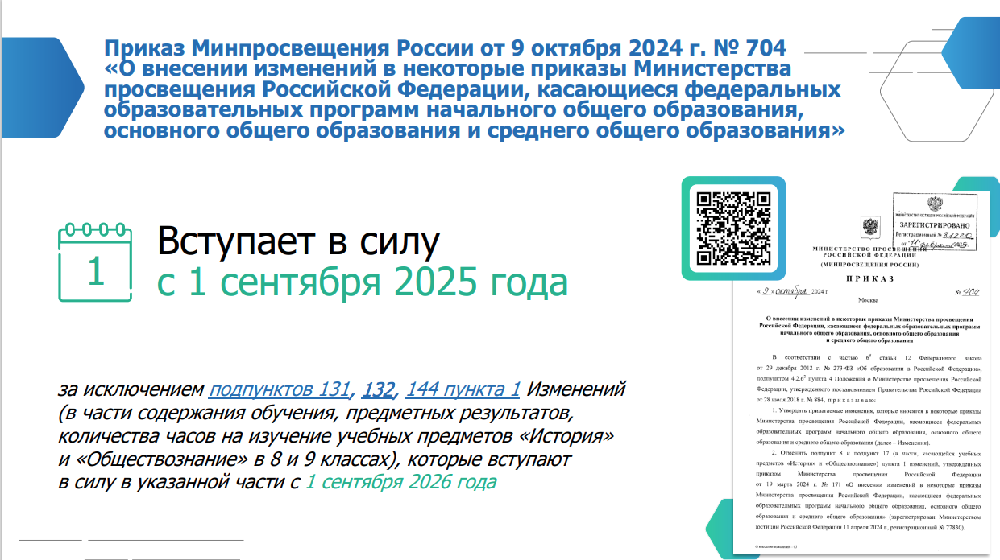 Приказ Минпросвещения России от 9 октября 2024 г. № 704
«О внесении изменений в некоторые приказы Министерства
просвещения Российской Федерации, касающиеся федеральных
образовательных программ начального общего образования,
основного общего образования и среднего общего образования»
1
Вступает в силу
с 1 сентября 2025 года
за исключением подпунктов 131, 132, 144 пункта 1 Изменений
(в части содержания обучения, предметных результатов,
количества часов на изучение учебных предметов «История»
и «Обществознание» в 8 и 9 классах), которые вступают
в силу в указанной части с 1 сентября 2026 года
МИНИСТЕРСТВО ЮСТИЦИИ РОССИЙСКОЙ ФЕДЕРАЦИИ
ЗАРЕГИСТРИРОВАНО
Регистрационный № 81220
от "11" февраля 2025.
МИНИСТЕРСТВО ПРОСВЕЩЕНИЯ
РОССИЙСКОЙ ФЕДЕРАЦИИ
(МИНПРОСВЕЩЕНИЯ РОССИИ)
ПРИКАЗ
« 9 » октября 2024 г. № 704
Москва
О внесении изменений в некоторые приказы Министерства просвещения
Российской Федерации, касающиеся федеральных образовательных программ
начального общего образования, основного общего образования
и среднего общего образования
В соответствии с частью 6⁵ статьи 12 Федерального закона
от 29 декабря 2012 г. № 273-ФЗ «Об образовании в Российской Федерации»,
подпунктом 4.2.6² пункта 4 Положения о Министерстве просвещения Российской
Федерации, утвержденного постановлением Правительства Российской Федерации
от 28 июля 2018 г. № 884, п р и к а з ы в а ю:
1. Утвердить прилагаемые изменения, которые вносятся в некоторые приказы
Министерства просвещения Российской Федерации, касающиеся федеральных
образовательных программ начального общего образования, основного общего
образования и среднего общего образования (далее – Изменения).
2. Отменить подпункт 8 и подпункт 17 (в части, касающейся учебных
предметов «История» и «Обществознание») пункта 1 изменений, утвержденных
приказом Министерства просвещения Российской Федерации
от 19 марта 2024 г. № 171 «О внесении изменений в некоторые приказы
Министерства просвещения Российской Федерации, касающиеся федеральных
образовательных программ начального общего образования, основного общего
образования и среднего общего образования» (зарегистрирован Министерством
юстиции Российской Федерации 11 апреля 2024 г., регистрационный № 77830).